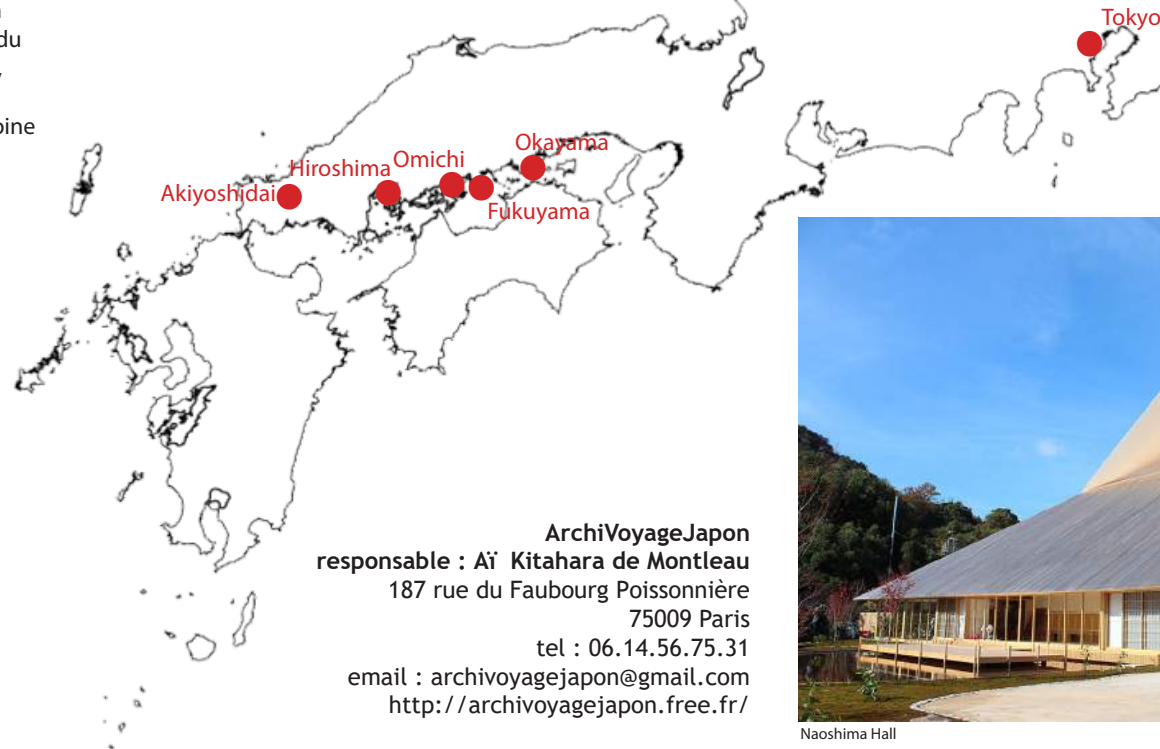 du
Tokyo
Okayama
Omichi
Hiroshima
Akiyoshidai
Fukuyama
ArchiVoyageJapon
responsable : Aï Kitahara de Montleau
187 rue du Faubourg Poissonnière
75009 Paris
tel : 06.14.56.75.31
email : archivoyagejapon@gmail.com
http://archivoyagejapon.free.fr/
Naoshima Hall